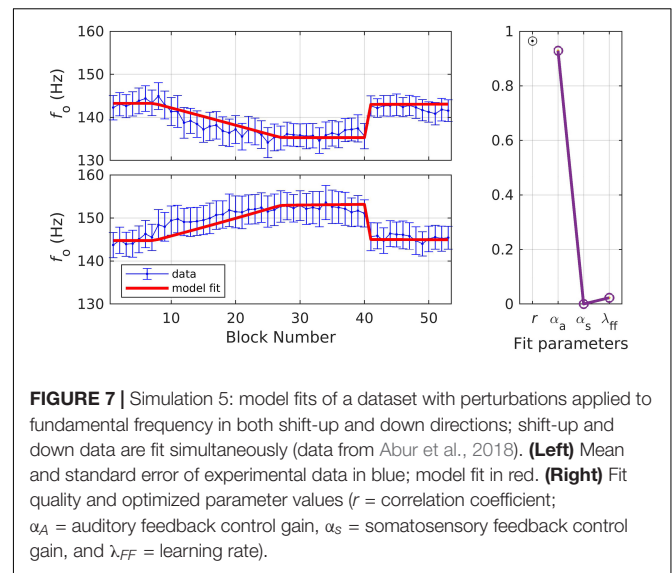 160
150
140
130
f_o (Hz)
160
150
140
130
f_o (Hz)
data
model fit
10 20 30 40 50
Block Number
1
0.8
0.6
0.4
0.2
0
r α_a α_s λ_ff
Fit parameters
FIGURE 7 | Simulation 5: model fits of a dataset with perturbations applied to
fundamental frequency in both shift-up and down directions; shift-up and
down data are fit simultaneously (data from Abur et al., 2018). (Left) Mean
and standard error of experimental data in blue; model fit in red. (Right) Fit
quality and optimized parameter values (r = correlation coefficient;
α_A = auditory feedback control gain, α_s = somatosensory feedback control
gain, and λ_FF = learning rate).